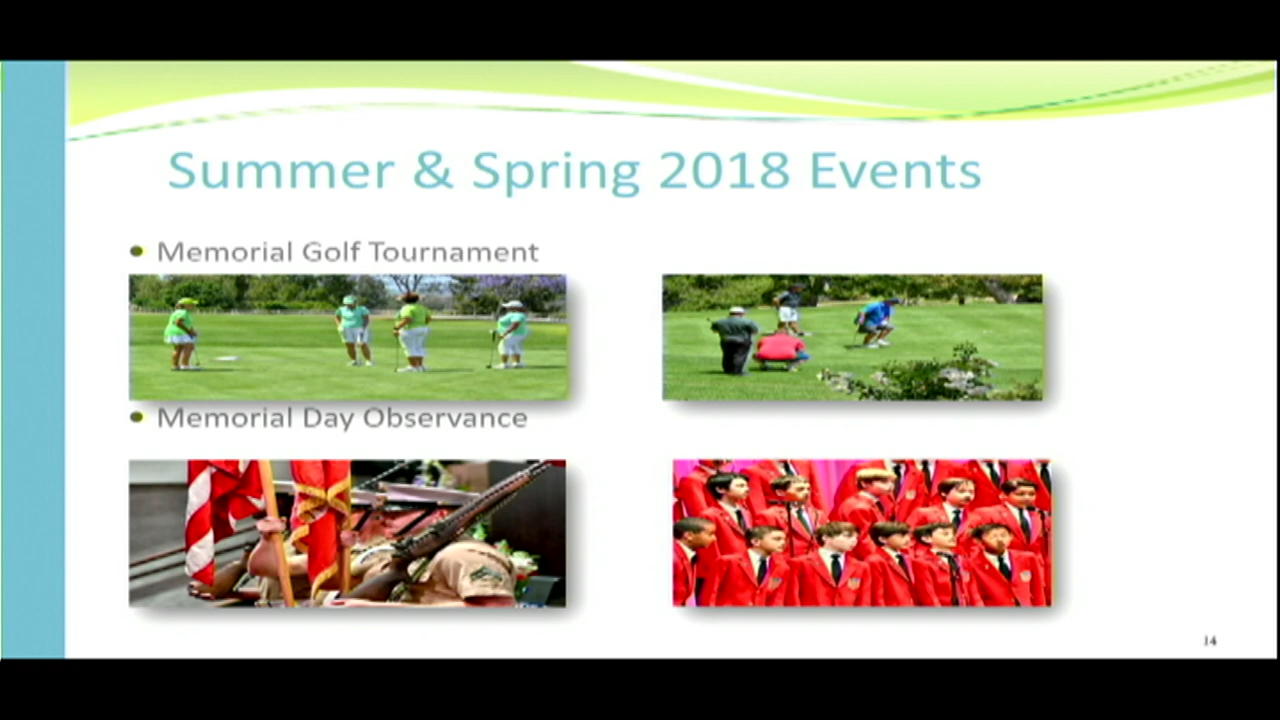 Summer & Spring 2018 Events
• Memorial Golf Tournament
• Memorial Day Observance
14